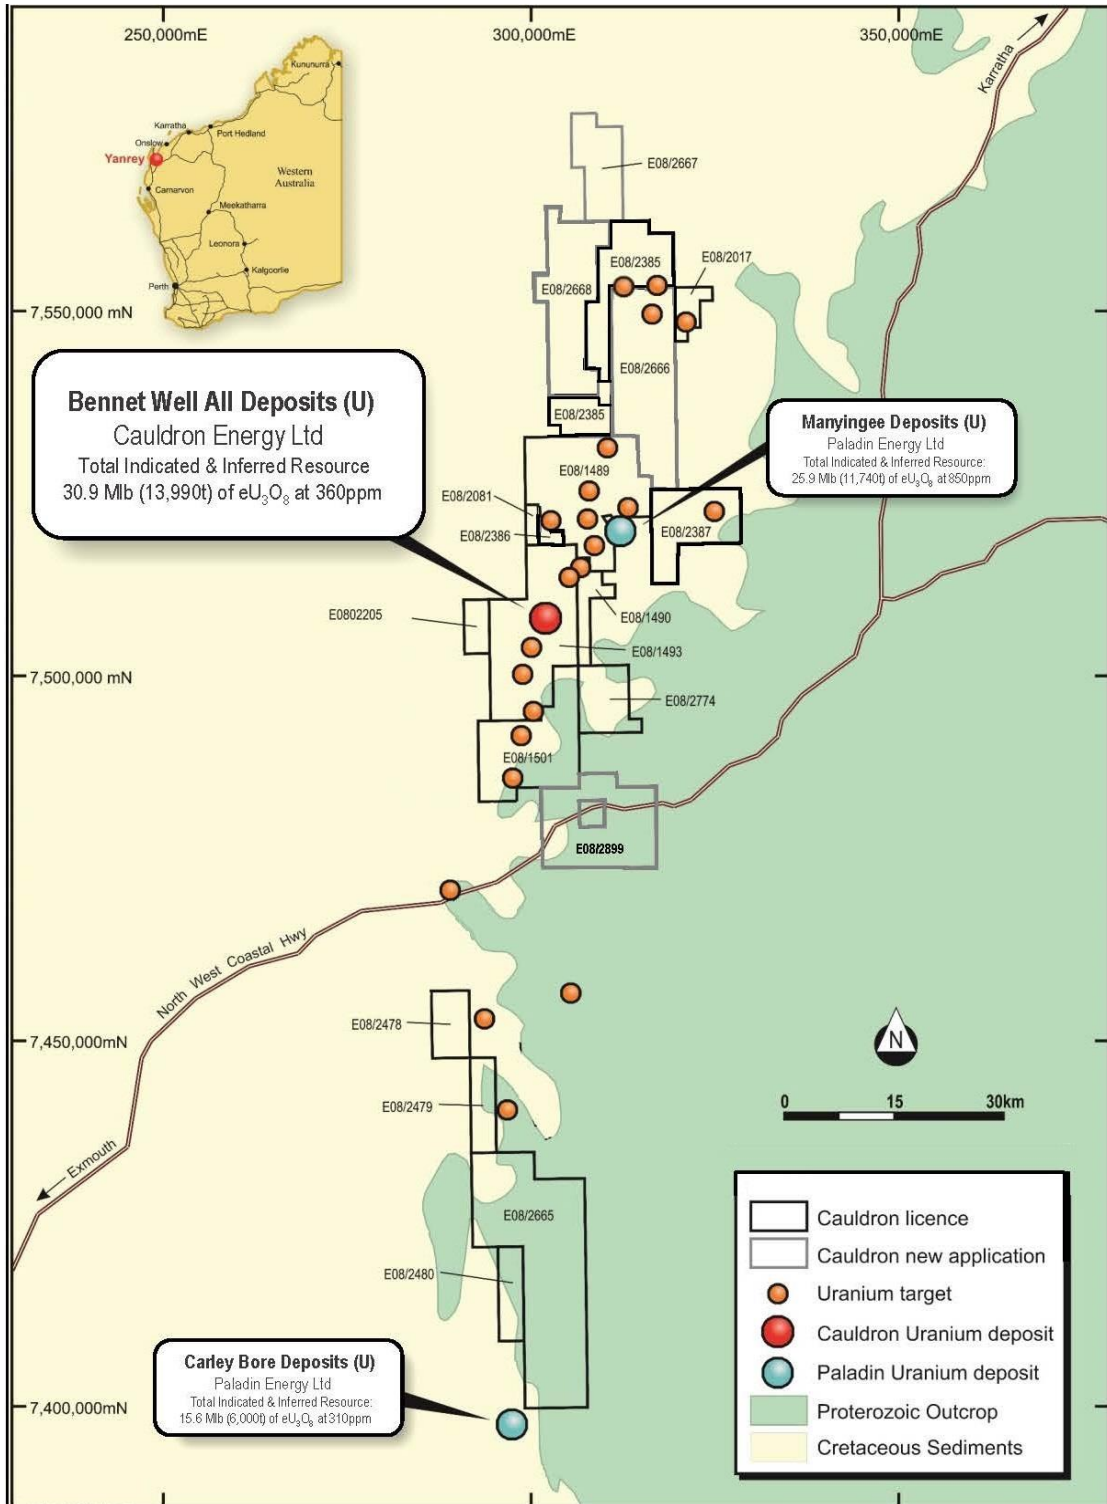 250,000mE
300,000mE
350,000mE
Karratha
Kununurra
Karratha
Port Hedland
Onslow
Yanrey
Western
Australia
Carnarvon
Meekatharra
Leonora
Kalgoorlie
Perth
E08/2667
E08/2385
E08/2017
E08/2668
7,550,000 mN
E08/2666
Bennet Well All Deposits (U)
Cauldron Energy Ltd
Total Indicated & Inferred Resource
30.9 Mlb (13,990t) of eU₃O₈ at 360ppm
E08/2385
Manyingee Deposits (U)
Paladin Energy Ltd
Total Indicated & Inferred Resource:
25.9 Mlb (11,740t) of eU₃O₈ at 850ppm
E08/1489
E08/2081
E08/2386
E08/2387
E0802205
E08/1490
E08/1493
7,500,000 mN
E08/2774
E08/1501
E08/2899
North West Coastal Hwy
E08/2478
7,450,000mN
N
E08/2479
0 15 30km
Exmouth
E08/2665
E08/2480
Cauldron licence
Cauldron new application
Uranium target
Cauldron Uranium deposit
Paladin Uranium deposit
Proterozoic Outcrop
Cretaceous Sediments
Carley Bore Deposits (U)
Paladin Energy Ltd
Total Indicated & Inferred Resource:
15.6 Mlb (6,000t) of eU₃O₈ at 310ppm
7,400,000mN